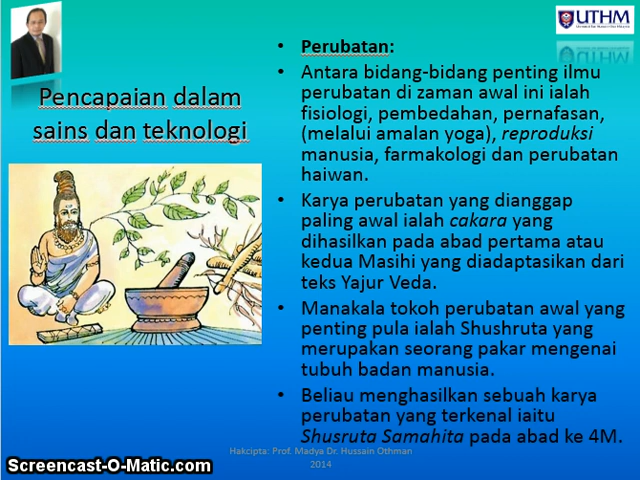 UTHM
Pencapaian dalam
sains dan teknologi
• Perubatan:
• Antara bidang-bidang penting ilmu
perubatan di zaman awal ini ialah
fisiologi, pembedahan, pernafasan,
(melalui amalan yoga), reproduksi
manusia, farmakologi dan perubatan
haiwan.
• Karya perubatan yang dianggap
paling awal ialah cakara yang
dihasilkan pada abad pertama atau
kedua Masihi yang diadaptasikan dari
teks Yajur Veda.
• Manakala tokoh perubatan awal yang
penting pula ialah Shushruta yang
merupakan seorang pakar mengenai
tubuh badan manusia.
• Beliau menghasilkan sebuah karya
perubatan yang terkenal iaitu
Shusruta Samahita pada abad ke 4M.
Hakcipta: Prof. Madya Dr. Hussain Othman
2014
Screencast-O-Matic.com